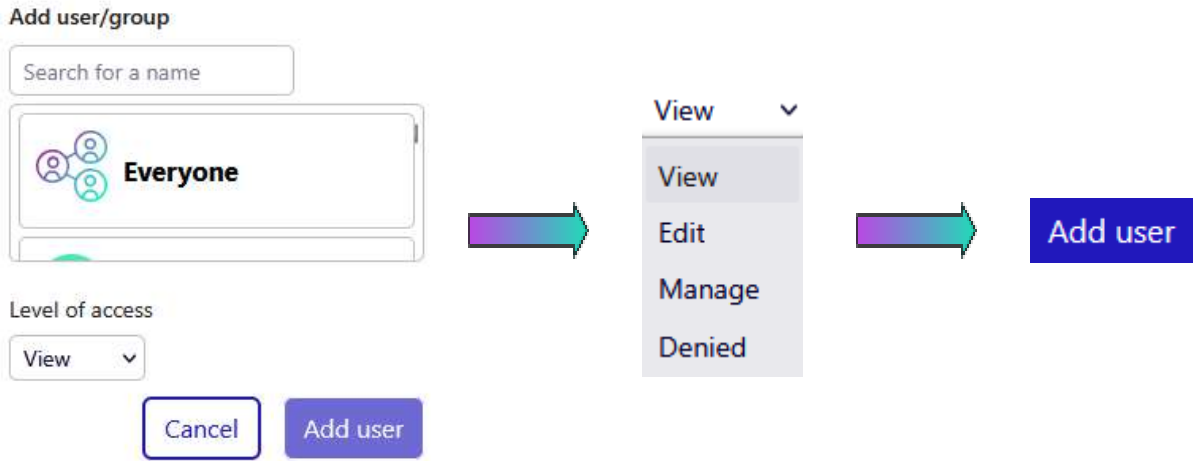 Add user/group
Search for a name
Everyone
Level of access
View
Cancel Add user
View
View
Edit
Manage
Denied
Add user